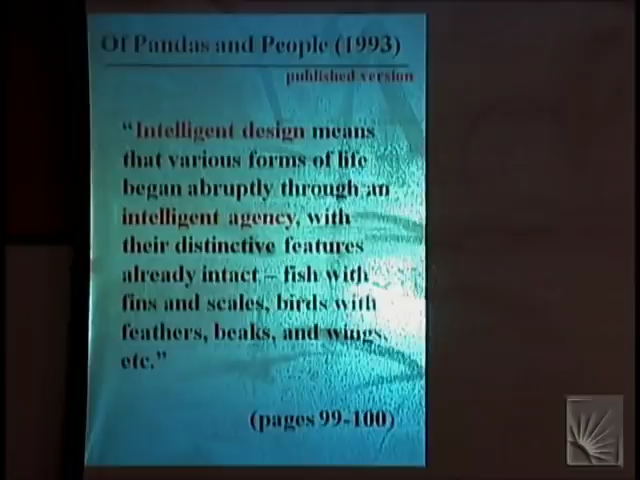 Of Pandas and People (1993)
published version
“Intelligent design means
that various forms of life
began abruptly through an
intelligent agency, with
their distinctive features
already intact – fish with
fins and scales, birds with
feathers, beaks, and wings,
etc.”
(pages 99-100)